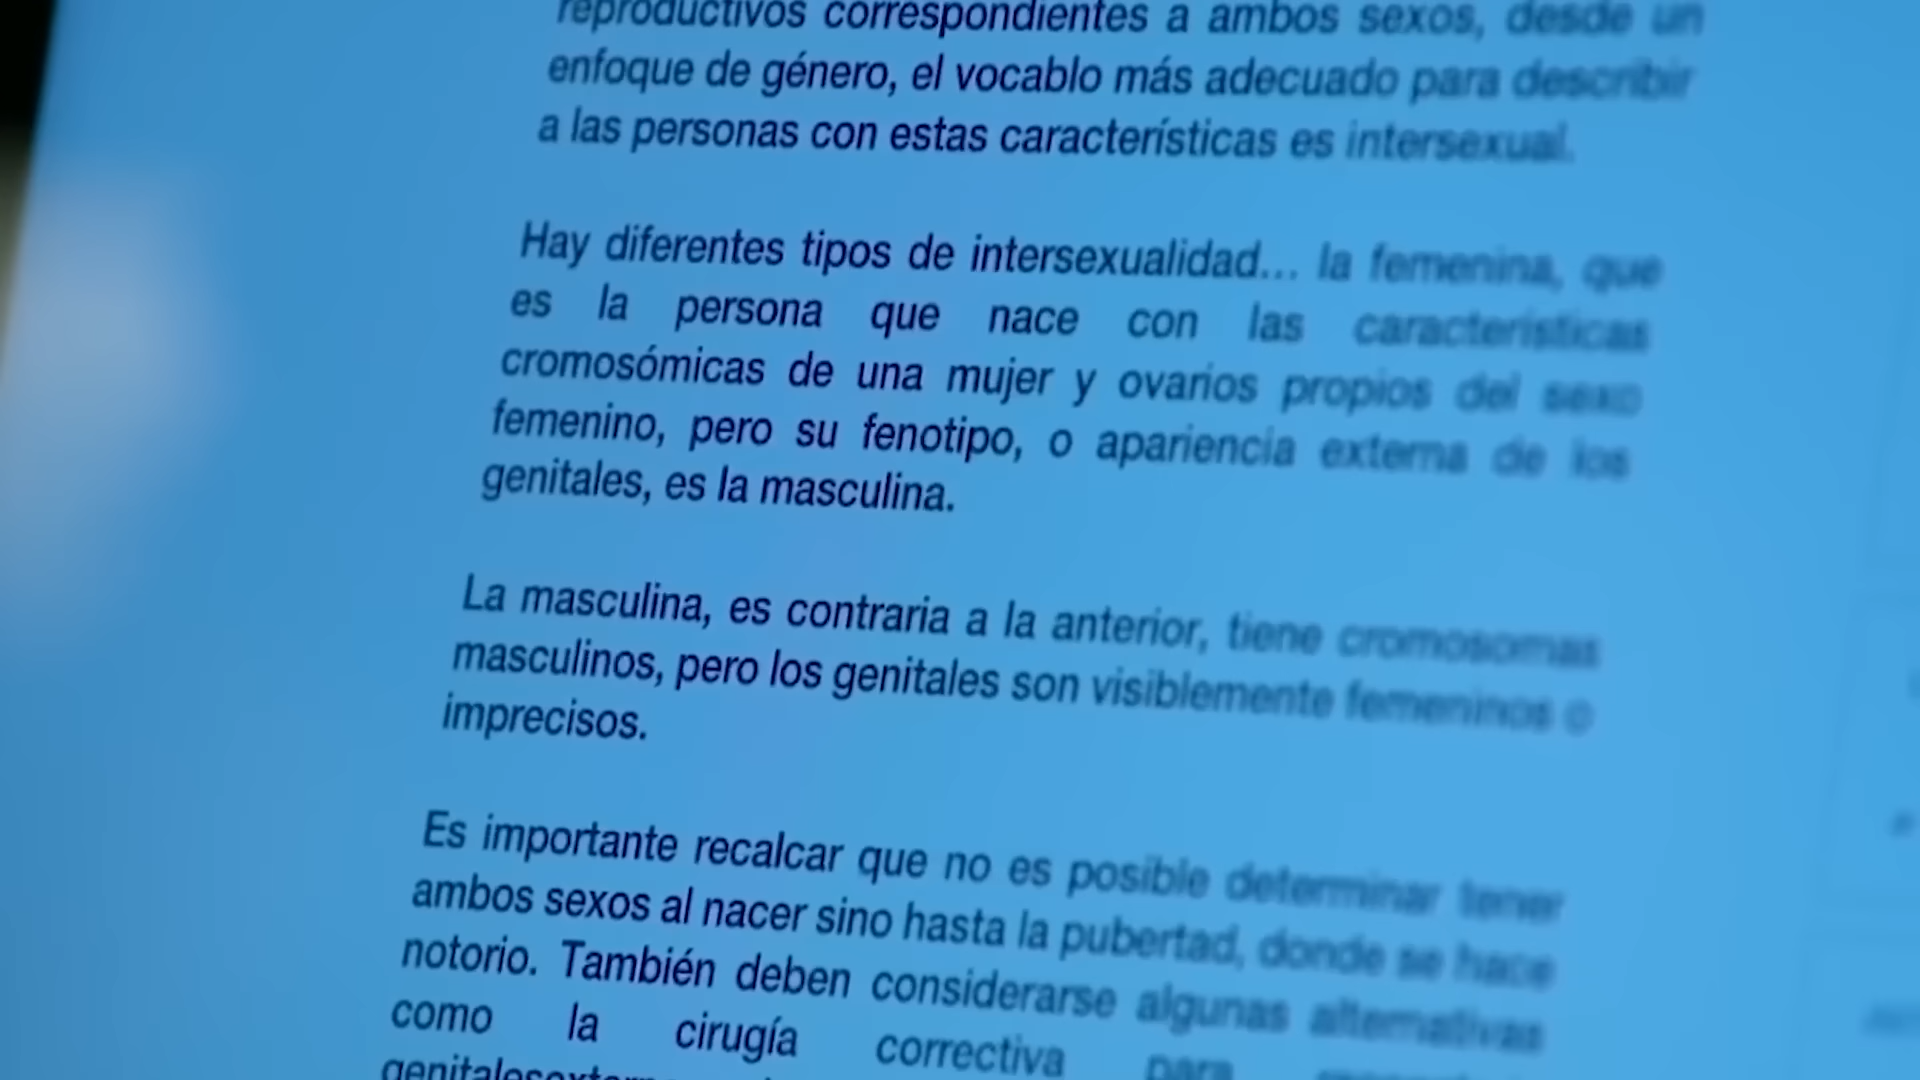 reproductivos correspondientes a ambos sexos, desde un
enfoque de género, el vocablo más adecuado para describir
a las personas con estas características es intersexual.
Hay diferentes tipos de intersexualidad... la femenina, que
es la persona que nace con las características
cromosómicas de una mujer y ovarios propios del sexo
femenino, pero su fenotipo, o apariencia externa de los
genitales, es la masculina.
La masculina, es contraria a la anterior, tiene cromosomas
masculinos, pero los genitales son visiblemente femeninos o
imprecisos.
Es importante recalcar que no es posible determinar tener
ambos sexos al nacer sino hasta la pubertad, donde se hace
notorio. También deben considerarse algunas alternativas
como la cirugía correctiva para